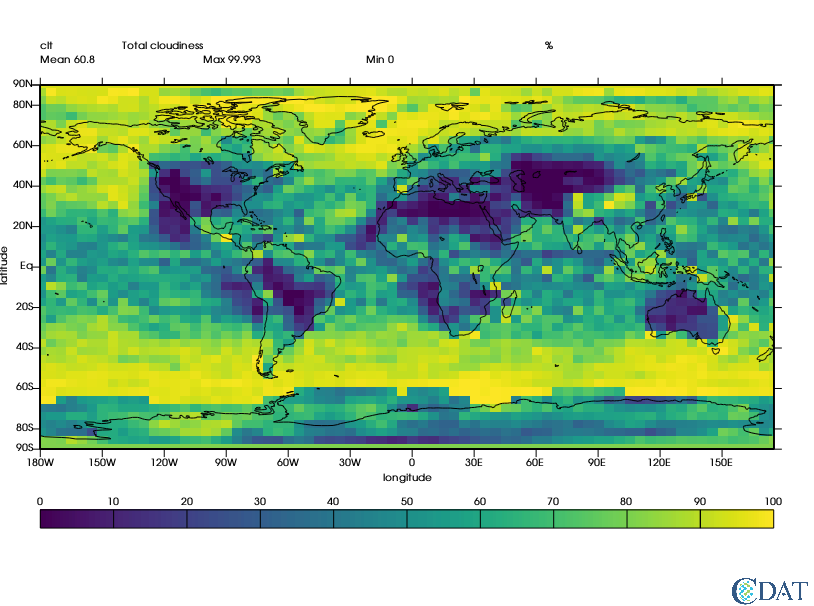 clt Total cloudiness %
Mean 60.8 Max 99.993 Min 0
90N
80N
60N
40N
20N
Eq
20S
40S
60S
80S
90S
latitude
180W 150W 120W 90W 60W 30W 0 30E 60E 90E 120E 150E
longitude
0 10 20 30 40 50 60 70 80 90 100
CDAT